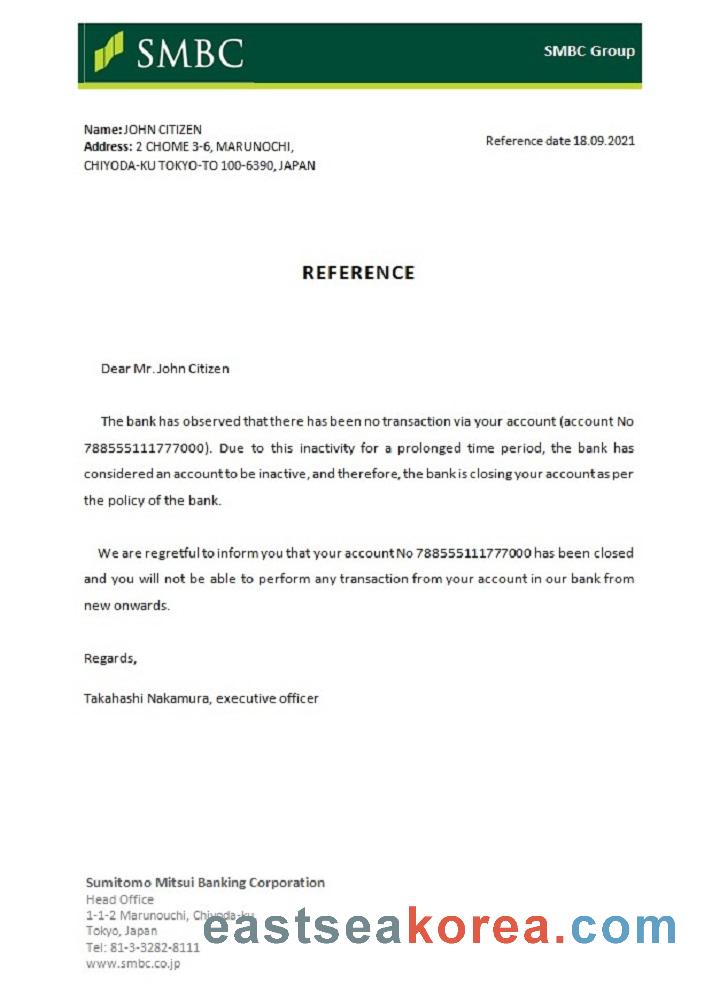 SMBC
SMBC Group
Name: JOHN CITIZEN
Address: 2 CHOME 3-6, MARUNOCHI,
CHIYODA-KU TOKYO-TO 100-6390, JAPAN
Reference date 18.09.2021
REFERENCE
Dear Mr. John Citizen
The bank has observed that there has been no transaction via your account (account No
788555111777000). Due to this inactivity for a prolonged time period, the bank has
considered an account to be inactive, and therefore, the bank is closing your account as per
the policy of the bank.
We are regretful to inform you that your account No 788555111777000 has been closed
and you will not be able to perform any transaction from your account in our bank from
new onwards.
Regards,
Takahashi Nakamura, executive officer
Sumitomo Mitsui Banking Corporation
Head Office
1-1-2 Marunouchi, Chiyoda-ku
Tokyo, Japan
Tel: 81-3-3282-8111
www.smbc.co.jp
eastseakorea.com